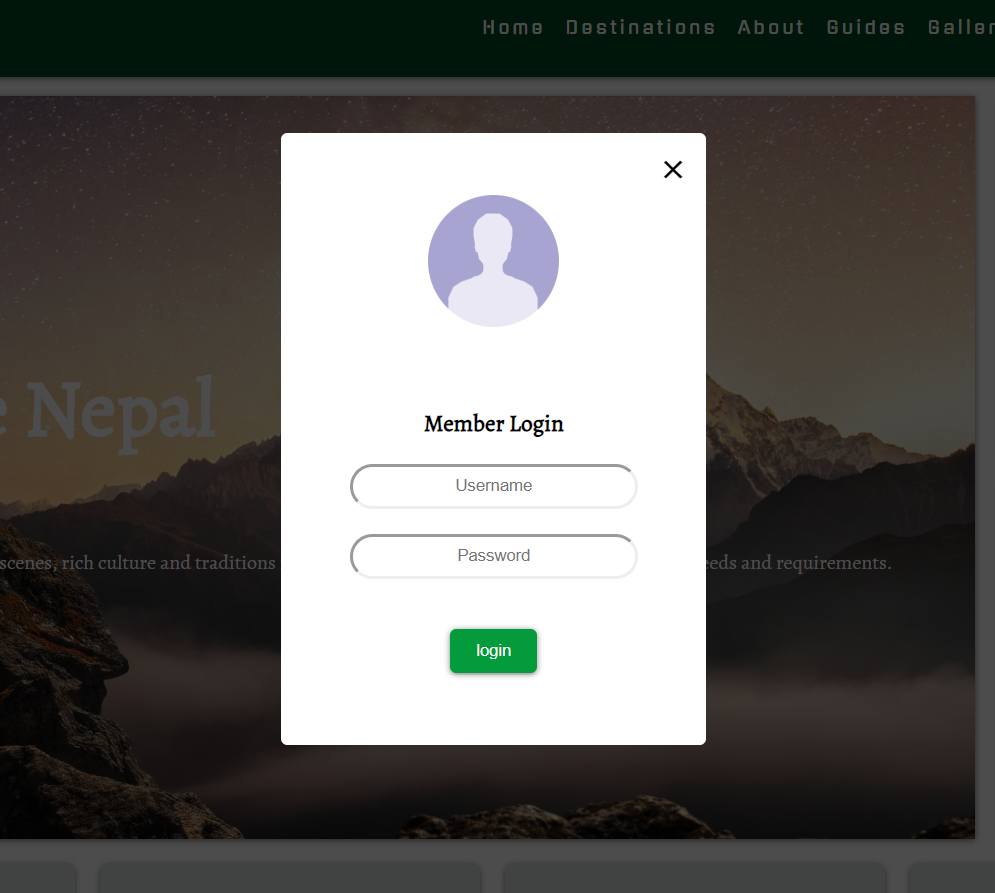 Home Destinations About Guides Galler
e Nepal
Member Login
Username
scenes, rich culture and traditions
eeds and requirements.
Password
login